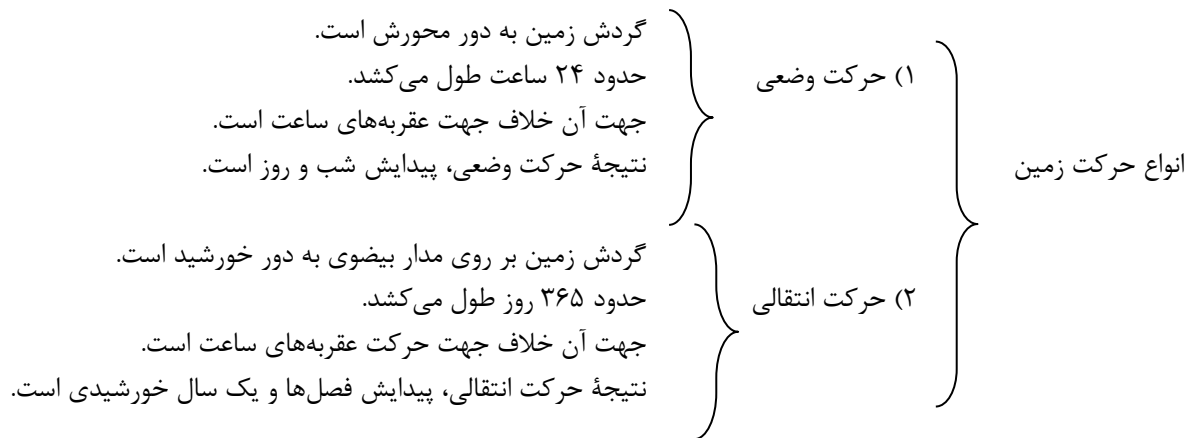 انواع حرکت زمین
۱) حرکت وضعی
گردش زمین به دور محورش است.
حدود ۲۴ ساعت طول می‌کشد.
جهت آن خلاف جهت عقربه‌های ساعت است.
نتیجهٔ حرکت وضعی، پیدایش شب و روز است.
۲) حرکت انتقالی
گردش زمین بر روی مدار بیضوی به دور خورشید است.
حدود ۳۶۵ روز طول می‌کشد.
جهت آن خلاف جهت حرکت عقربه‌های ساعت است.
نتیجهٔ حرکت انتقالی، پیدایش فصل‌ها و یک سال خورشیدی است.